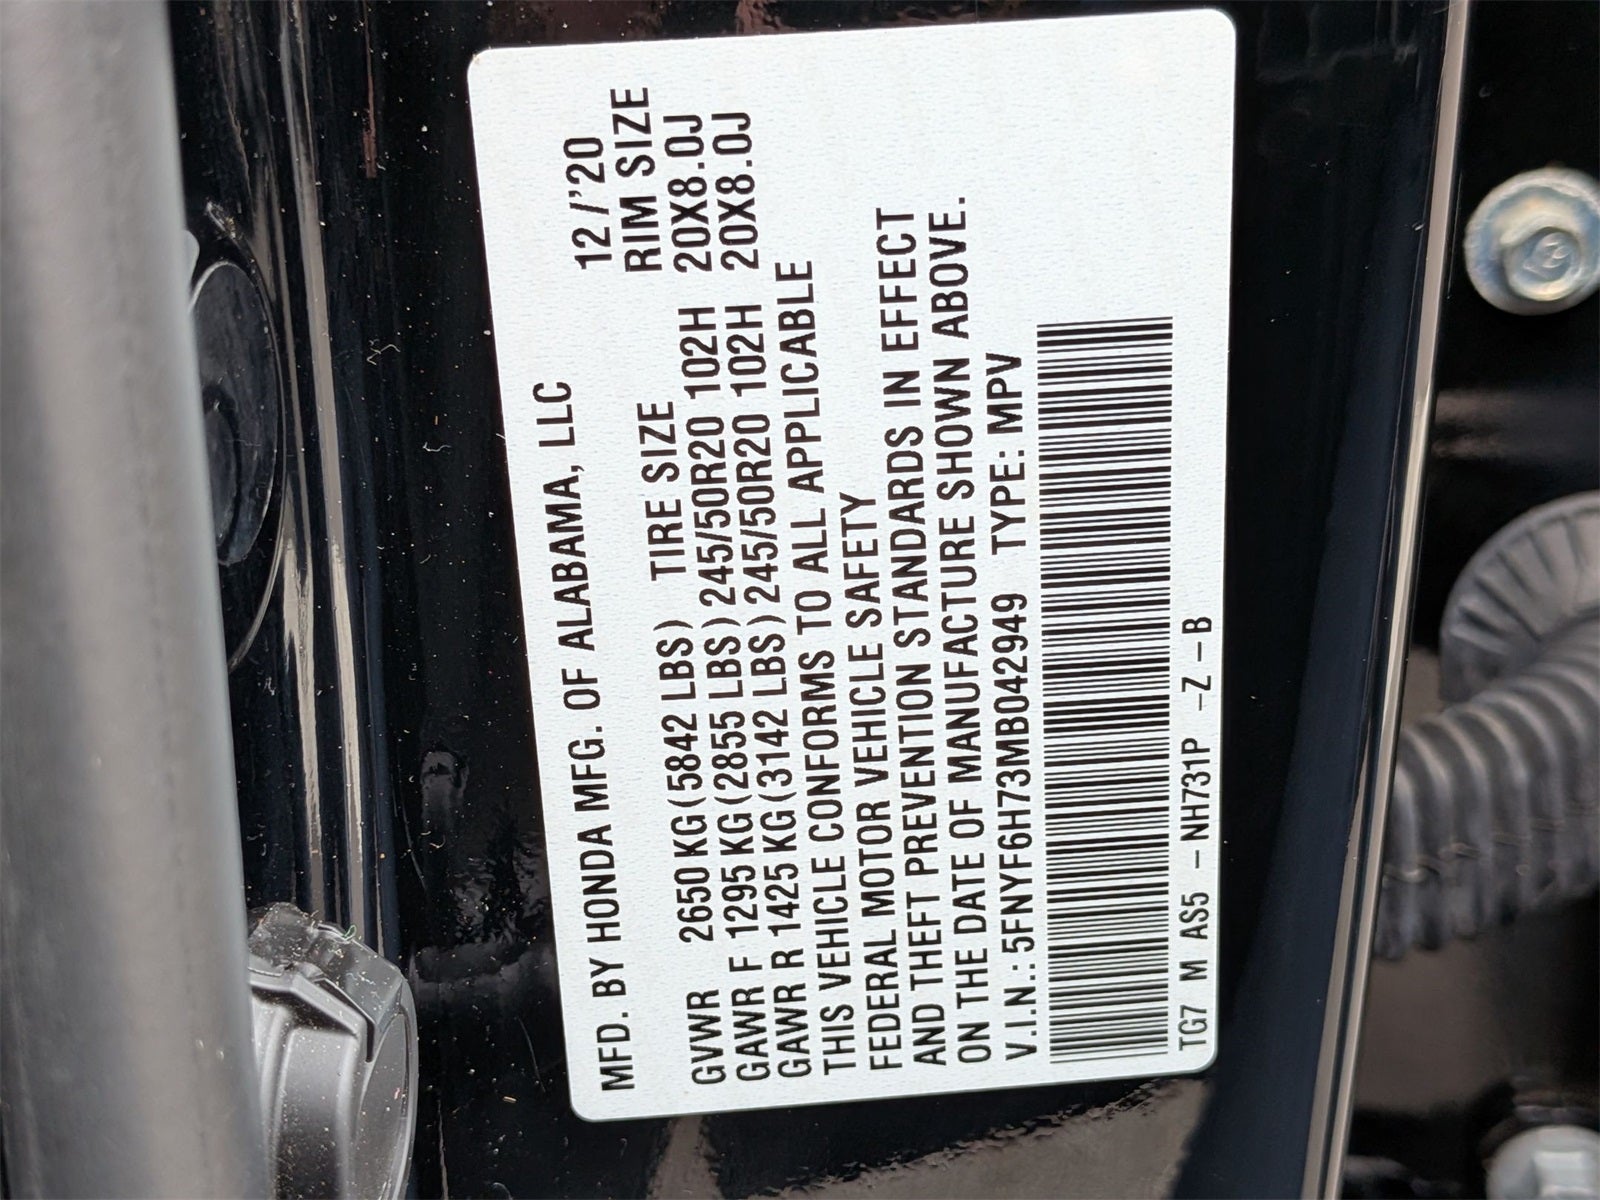 MFD. BY HONDA MFG. OF ALABAMA, LLC 12/'20
TIRE SIZE RIM SIZE
GVWR 2650 KG(5842 LBS)
GAWR F 1295 KG(2855 LBS) 245/50R20 102H 20X8.0J
GAWR R 1425 KG(3142 LBS) 245/50R20 102H 20X8.0J
THIS VEHICLE CONFORMS TO ALL APPLICABLE
FEDERAL MOTOR VEHICLE SAFETY
AND THEFT PREVENTION STANDARDS IN EFFECT
ON THE DATE OF MANUFACTURE SHOWN ABOVE.
V.I.N.: 5FNYF6H73MB042949 TYPE: MPV
TG7 M AS5 – NH731P –Z–B